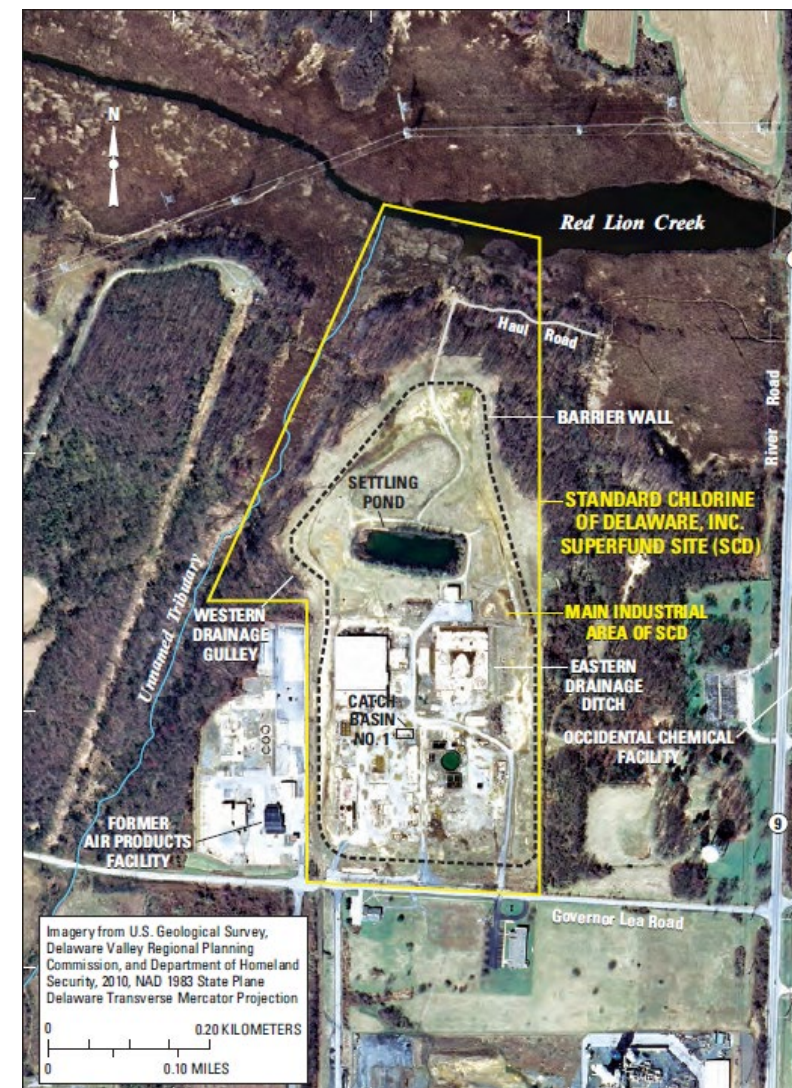 N
Red Lion Creek
Haul Road
River Road
BARRIER WALL
SETTLING
POND
STANDARD CHLORINE
OF DELAWARE, INC.
SUPERFUND SITE (SCD)
Unnamed Tributary
WESTERN
DRAINAGE
GULLEY
MAIN INDUSTRIAL
AREA OF SCD
EASTERN
DRAINAGE
DITCH
CATCH
BASIN
NO. 1
OCCIDENTAL CHEMICAL
FACILITY
FORMER
AIR PRODUCTS
FACILITY
9
Governor Lea Road
Imagery from U.S. Geological Survey,
Delaware Valley Regional Planning
Commission, and Department of Homeland
Security, 2010, NAD 1983 State Plane
Delaware Transverse Mercator Projection
0 0.20 KILOMETERS
0 0.10 MILES